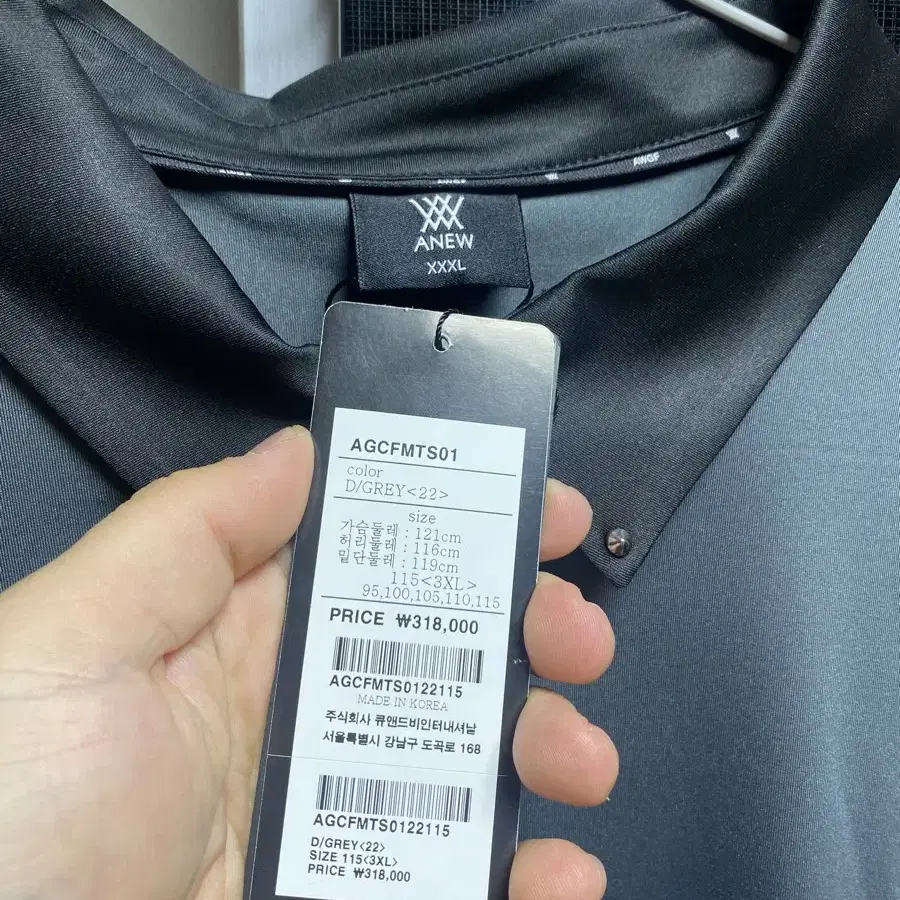 AWGF
AWGF
AWGF
ANEW
XXXL
AGCFMTS01
color
D/GREY<22>
size
가슴둘레 : 121cm
허리둘레 : 116cm
밑단둘레 : 119cm
115<3XL>
95,100,105,110,115
PRICE ₩318,000
AGCFMTS0122115
MADE IN KOREA
주식회사 큐앤드비인터내셔날
서울특별시 강남구 도곡로 168
AGCFMTS0122115
D/GREY<22>
SIZE 115<3XL>
PRICE ₩318,000